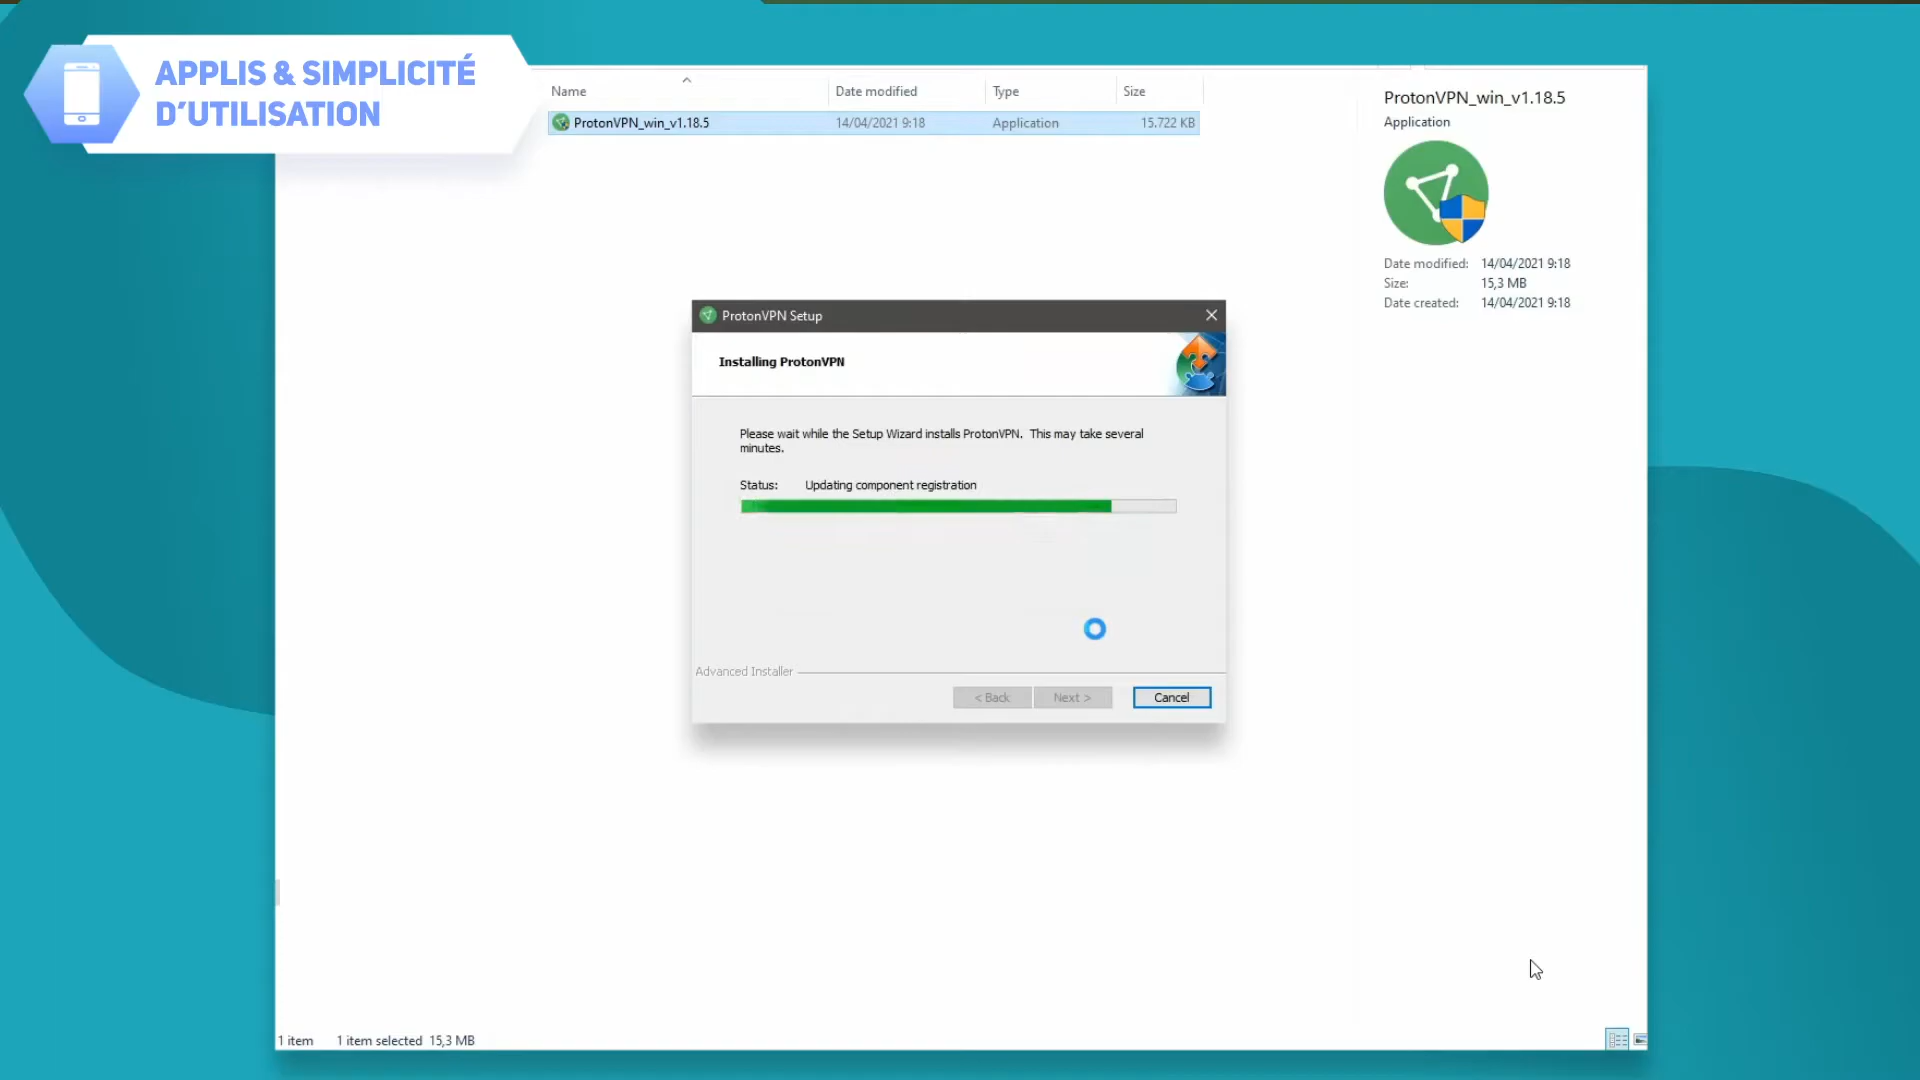 APPLIS & SIMPLICITÉ
D’UTILISATION
Name
Date modified
Type
Size
ProtonVPN_win_v1.18.5
14/04/2021 9:18
Application
15.722 KB
ProtonVPN_win_v1.18.5
Application
Date modified: 14/04/2021 9:18
Size: 15,3 MB
Date created: 14/04/2021 9:18
ProtonVPN Setup
Installing ProtonVPN
Please wait while the Setup Wizard installs ProtonVPN. This may take several
minutes.
Status: Updating component registration
Advanced Installer
< Back
Next >
Cancel
1 item
1 item selected 15,3 MB